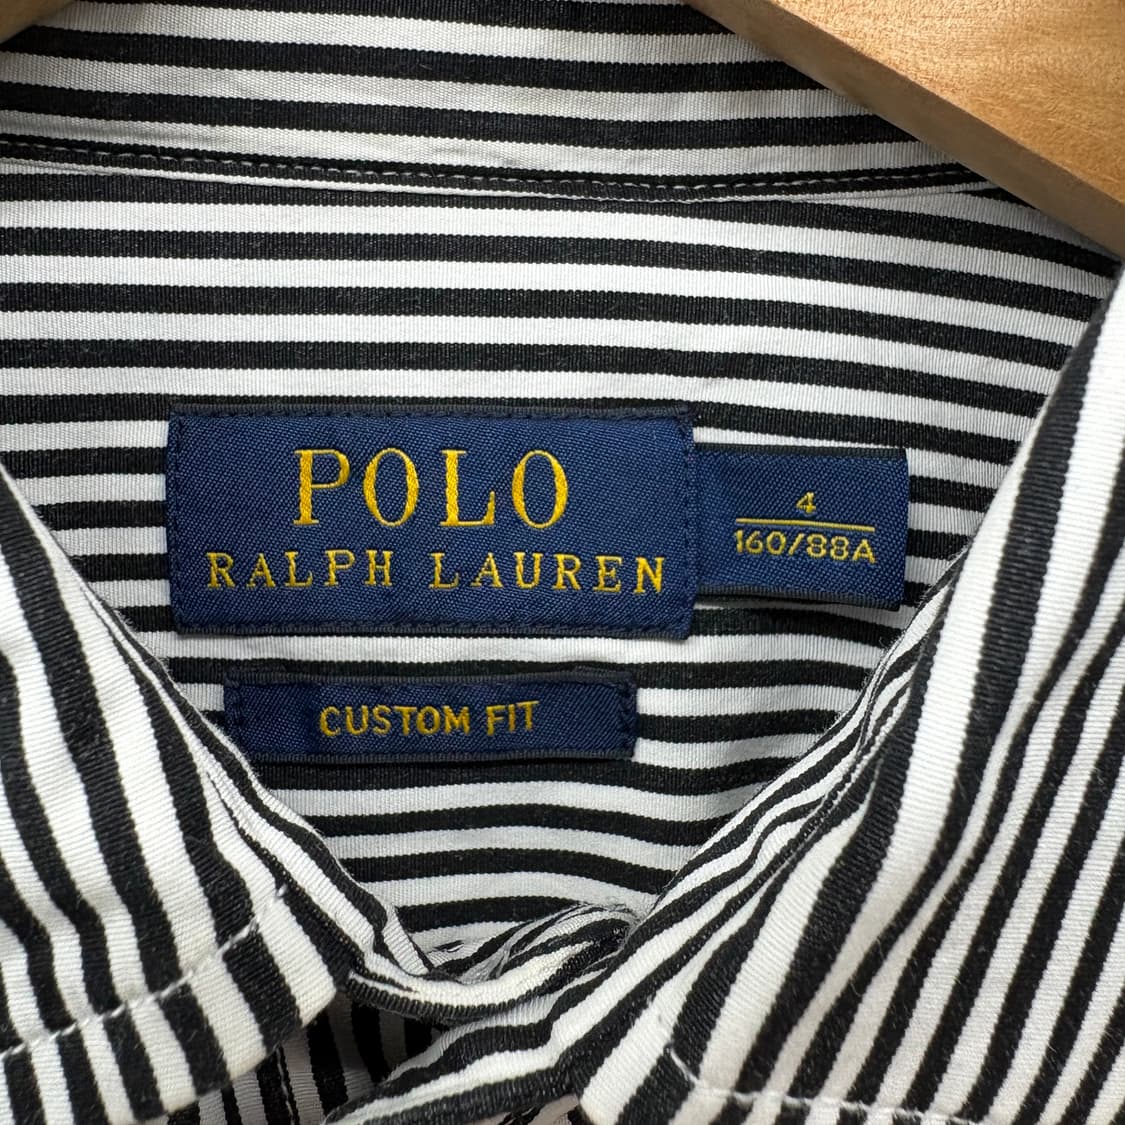 POLO
RALPH LAUREN
4
160/88A
CUSTOM FIT